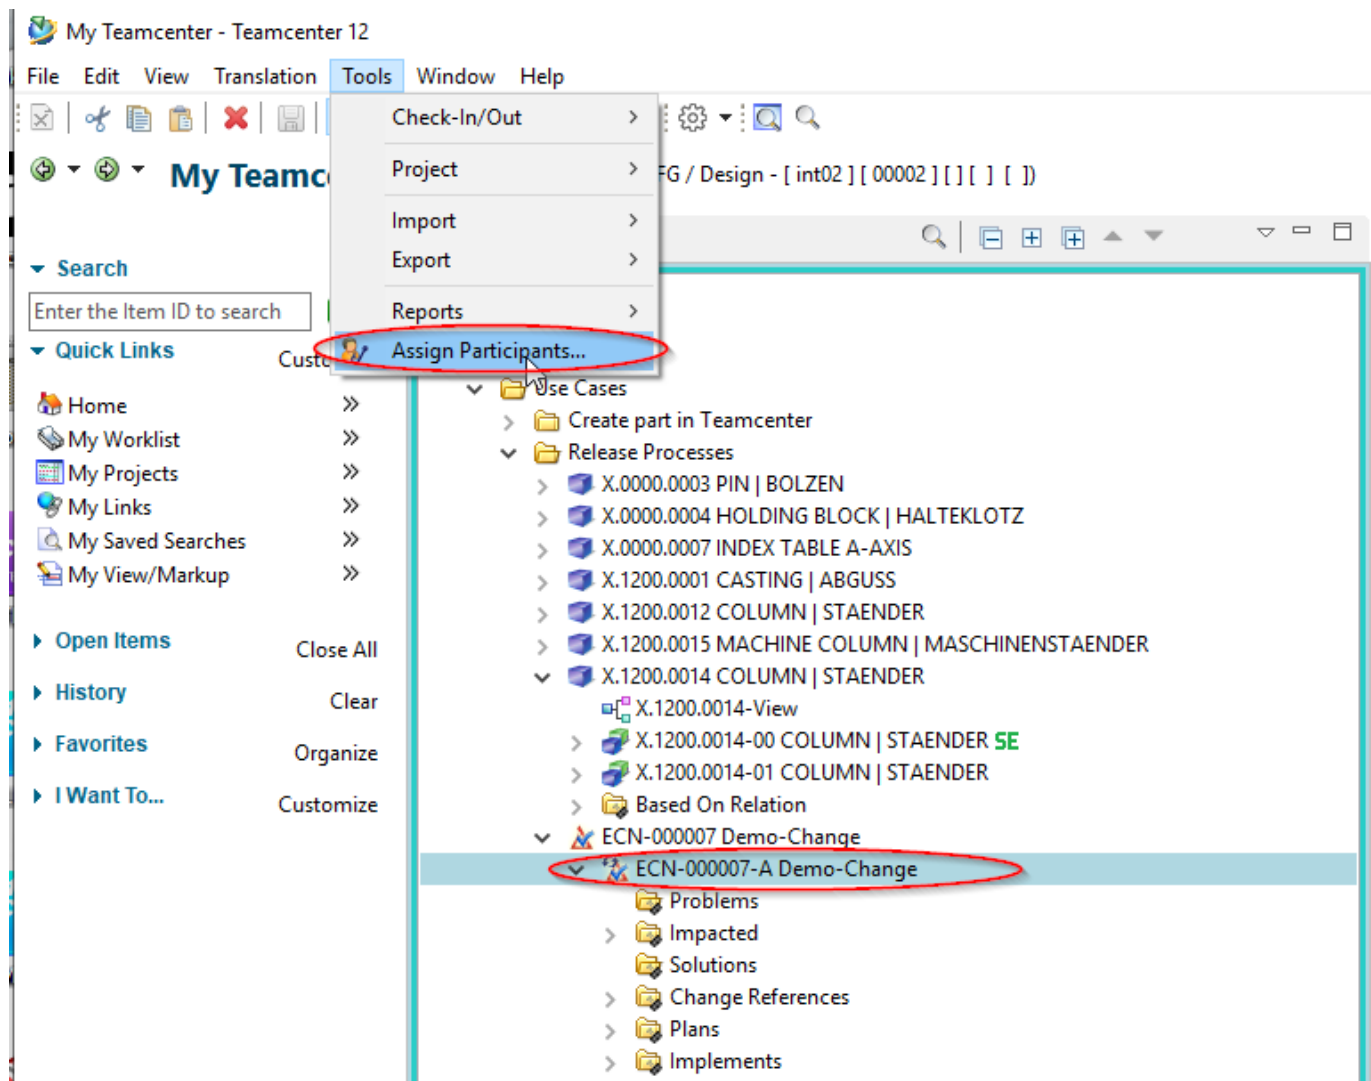 My Teamcenter - Teamcenter 12
File Edit View Translation Tools Window Help
Check-In/Out
Project
Import
Export
Reports
Assign Participants...
FG / Design - [ int02 ] [ 00002 ] [ ] [ ] [ ])
Search
Enter the Item ID to search
Quick Links
Home
My Worklist
My Projects
My Links
My Saved Searches
My View/Markup
Open Items Close All
History Clear
Favorites Organize
I Want To... Customize
Use Cases
Create part in Teamcenter
Release Processes
X.0000.0003 PIN | BOLZEN
X.0000.0004 HOLDING BLOCK | HALTEKLOTZ
X.0000.0007 INDEX TABLE A-AXIS
X.1200.0001 CASTING | ABGUSS
X.1200.0012 COLUMN | STAENDER
X.1200.0015 MACHINE COLUMN | MASCHINENSTAENDER
X.1200.0014 COLUMN | STAENDER
X.1200.0014-View
X.1200.0014-00 COLUMN | STAENDER SE
X.1200.0014-01 COLUMN | STAENDER
Based On Relation
ECN-000007 Demo-Change
ECN-000007-A Demo-Change
Problems
Impacted
Solutions
Change References
Plans
Implements